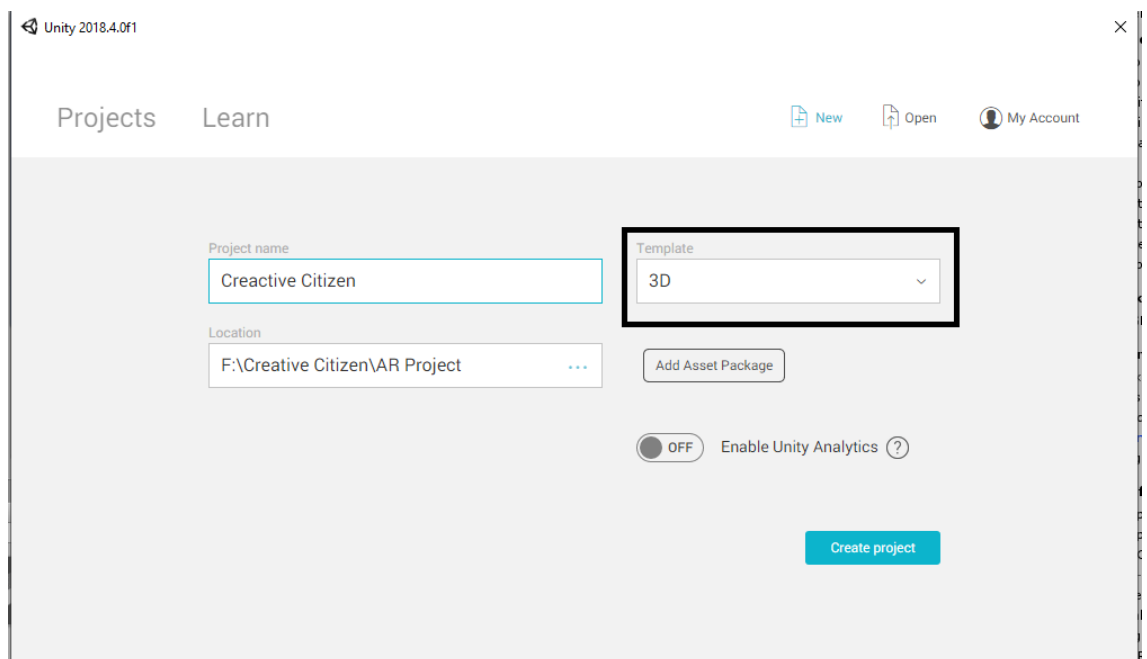 Unity 2018.4.0f1
Projects Learn New Open My Account
Project name Template
Creactive Citizen 3D
Location
F:\Creative Citizen\AR Project ... Add Asset Package
OFF Enable Unity Analytics ?
Create project